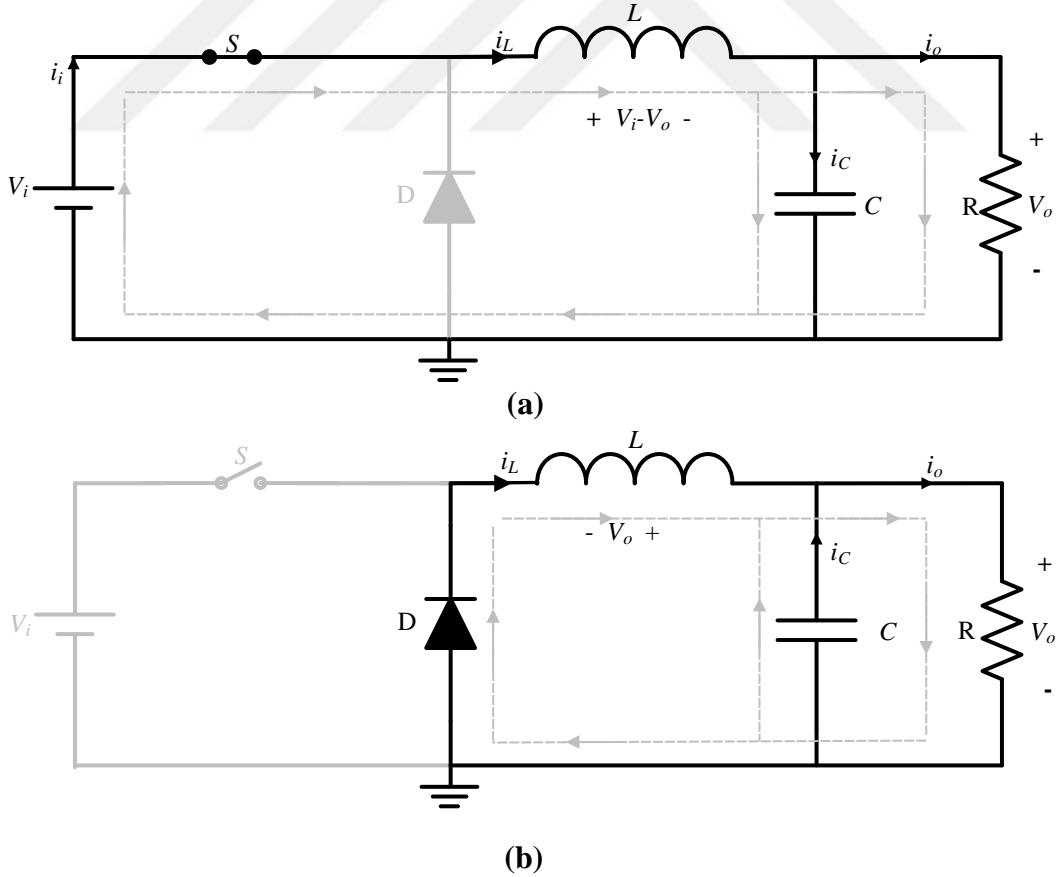 L
S
i_L
i_o
i_i
+ V_i-V_o -
+
i_C
V_i
D
C
R
V_o
-
(a)
L
S
i_L
i_o
- V_o +
i_C
+
V_i
D
C
R
V_o
-
(b)